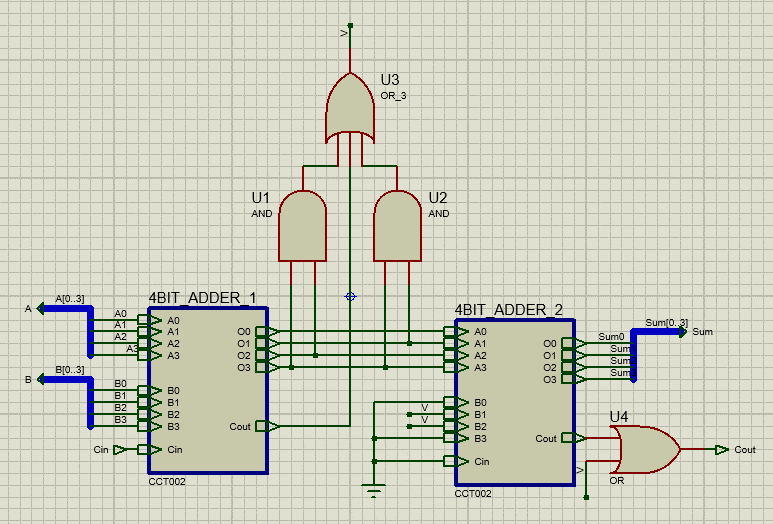 V
U3
OR_3
U1
AND
U2
AND
4BIT_ADDER_1
A
A[0..3]
A0
A1
A2
A3
A0
A1
A2
A3
B
B[0..3]
B0
B1
B2
B3
B0
B1
B2
B3
Cin
Cin
O0
O1
O2
O3
Cout
CCT002
4BIT_ADDER_2
A0
A1
A2
A3
B0
B1
B2
B3
Cin
V
V
O0
O1
O2
O3
Cout
CCT002
Sum[0..3]
Sum
Sum0
Sum
Sum
Sum
U4
OR
V
Cout